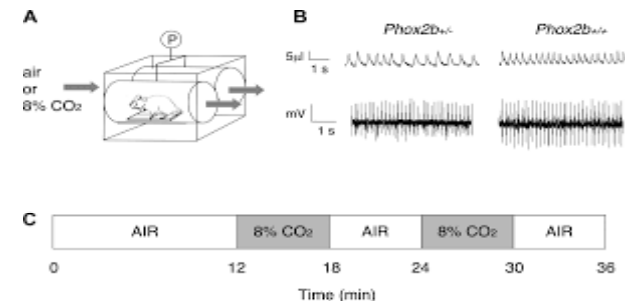 A
P
air
or
8% CO2
B
Phox2b+/-
Phox2b+/+
5µl
1 s
mV
1 s
C
AIR
8% CO2
AIR
8% CO2
AIR
0
12
18
24
30
36
Time (min)